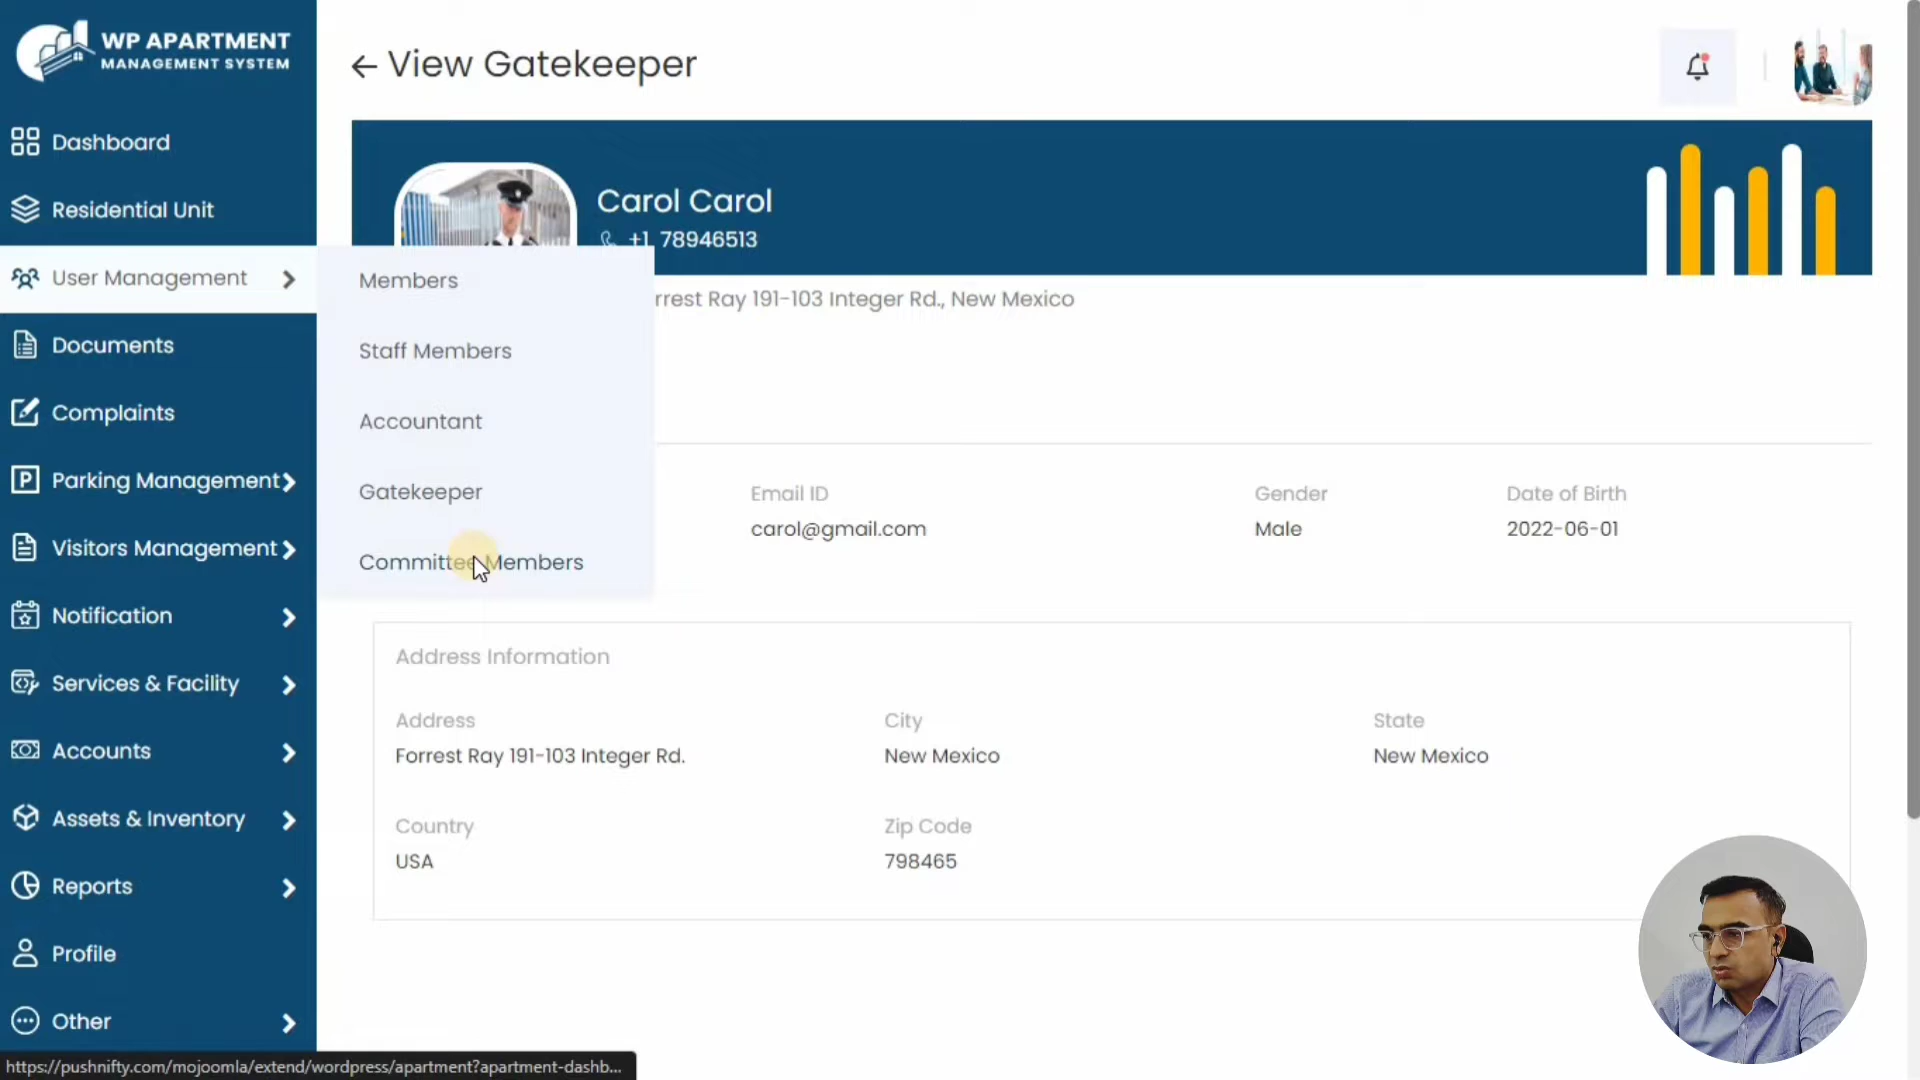 WP APARTMENT
MANAGEMENT SYSTEM
Dashboard
Residential Unit
User Management
Documents
Complaints
P
Parking Management
Visitors Management
Notification
Services & Facility
Accounts
Assets & Inventory
Reports
Profile
Other
View Gatekeeper
Carol Carol
+1 78946513
rrest Ray 191-103 Integer Rd., New Mexico
Members
Staff Members
Accountant
Gatekeeper
Committee Members
Email ID
carol@gmail.com
Gender
Male
Date of Birth
2022-06-01
Address Information
Address
Forrest Ray 191-103 Integer Rd.
City
New Mexico
State
New Mexico
Country
USA
Zip Code
798465
https://pushnifty.com/mojoomla/extend/wordpress/apartment?apartment-dashb...